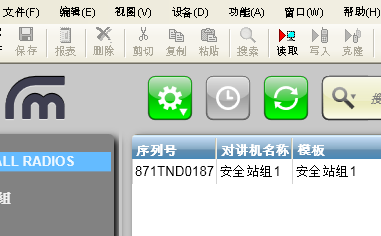 文件(F) 编辑(E) 视图(V) 设备(D) 功能(A) 窗口(W) 帮助(H)
保存 报表 删除 剪切 复制 粘贴 搜索 读取 写入 克隆
ALL RADIOS
组
序列号 对讲机名称 模板
871TND0187 安全站组1 安全站组1